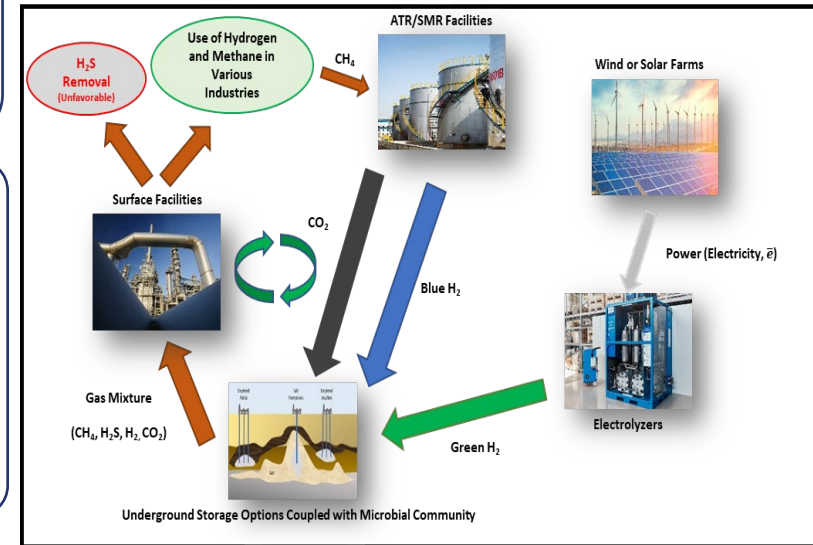 ATR/SMR Facilities
Use of Hydrogen
and Methane in
Various
Industries
CH₄
H₂S
Removal
(Unfavorable)
Wind or Solar Farms
Surface Facilities
CO₂
Power (Electricity, e̅)
Blue H₂
Gas Mixture
(CH₄, H₂S, H₂, CO₂)
Green H₂
Electrolyzers
Underground Storage Options Coupled with Microbial Community